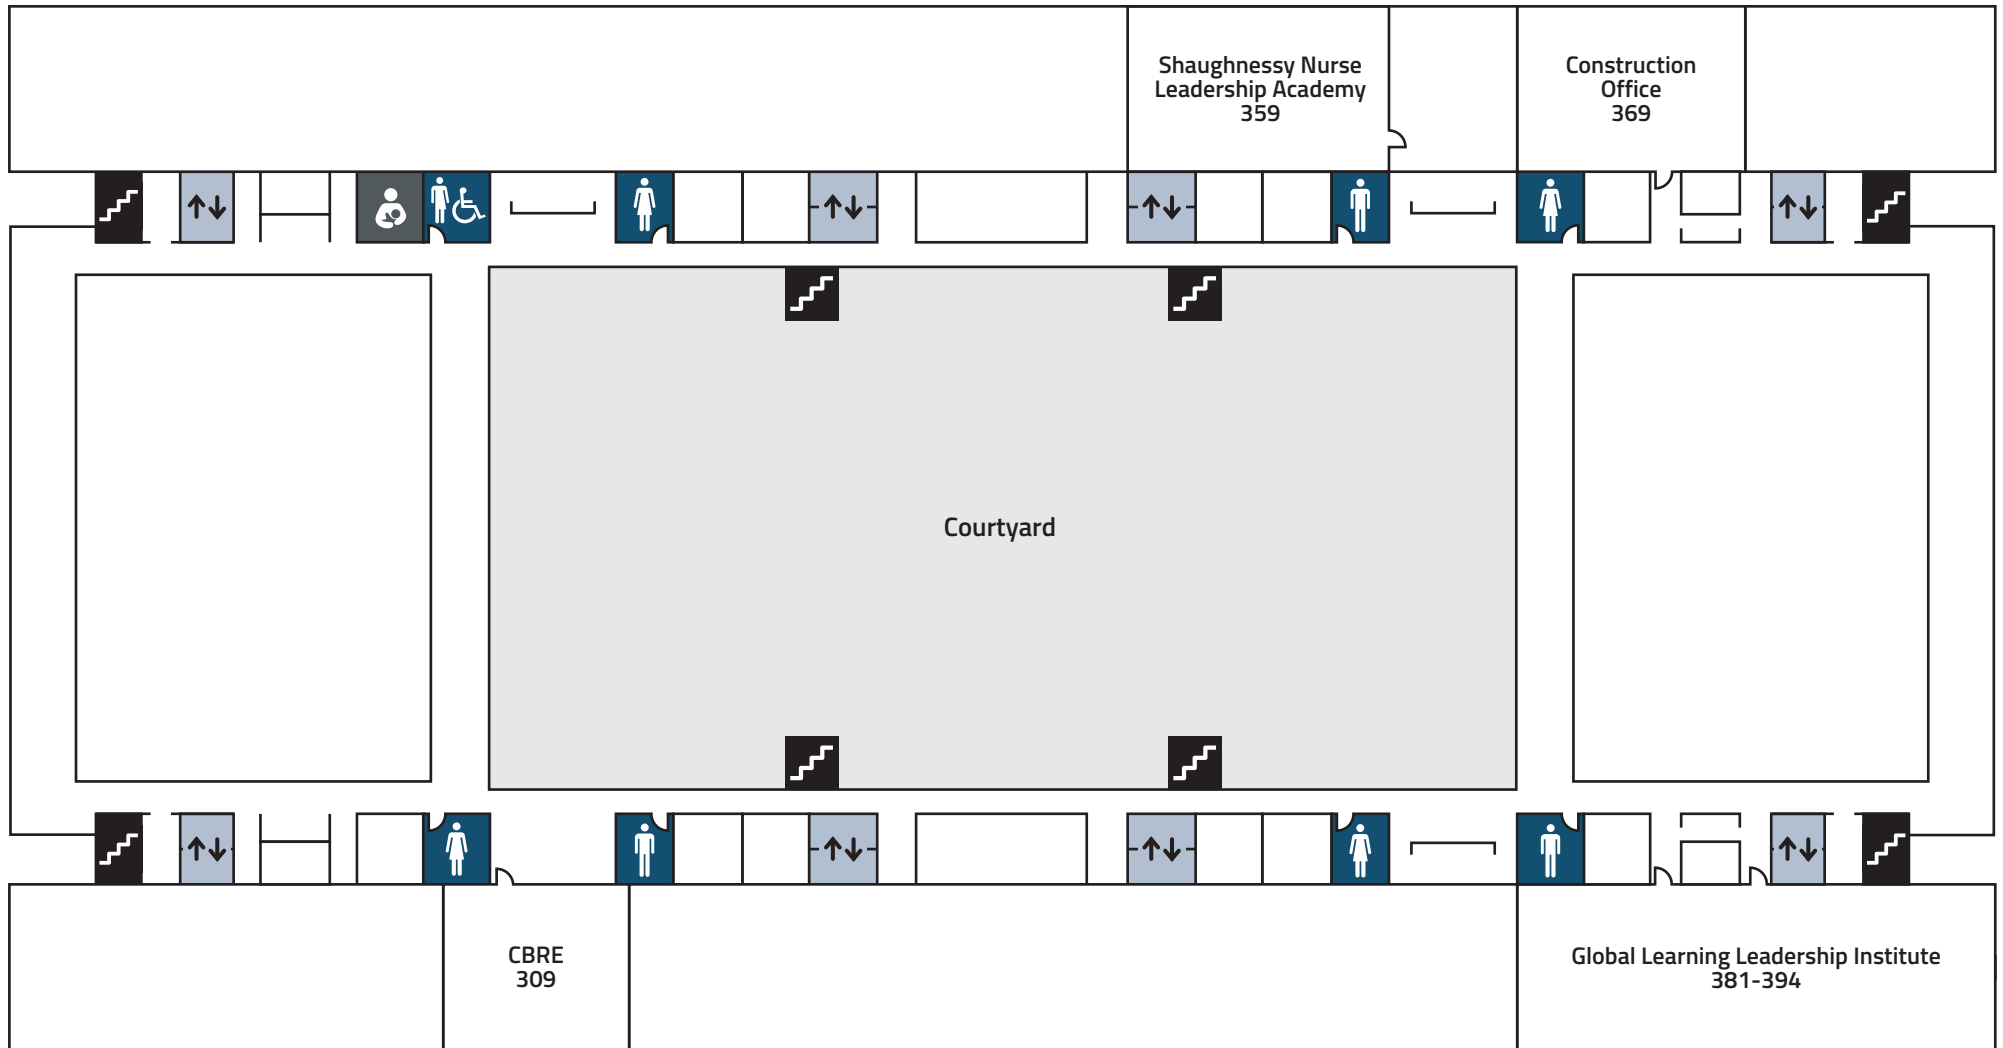 Shaughnessy Nurse
Leadership Academy
359
Construction
Office
369
Courtyard
CBRE
309
Global Learning Leadership Institute
381-394